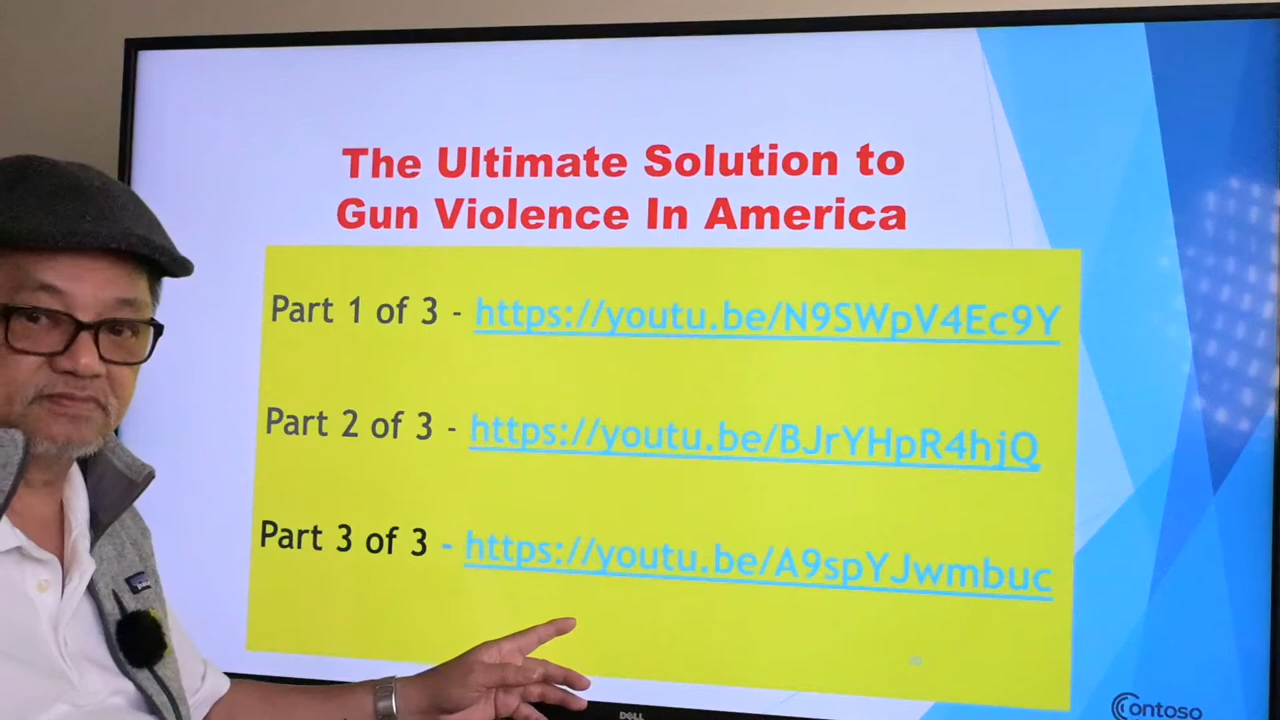 The Ultimate Solution to
Gun Violence In America
Part 1 of 3 - https://youtu.be/N9SWpV4Ec9Y
Part 2 of 3 - https://youtu.be/BJrYHpR4hjQ
Part 3 of 3 - https://youtu.be/A9spYJwmbuc
Contoso
DELL